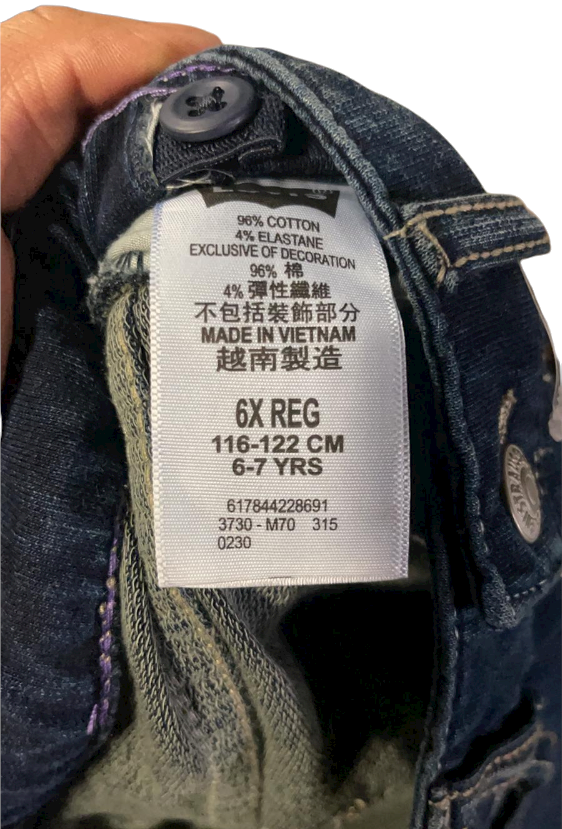 96% COTTON
4% ELASTANE
EXCLUSIVE OF DECORATION
96% 棉
4% 彈性纖維
不包括裝飾部分
MADE IN VIETNAM
越南製造
6X REG
116-122 CM
6-7 YRS
617844228691
3730 - M70 315
0230